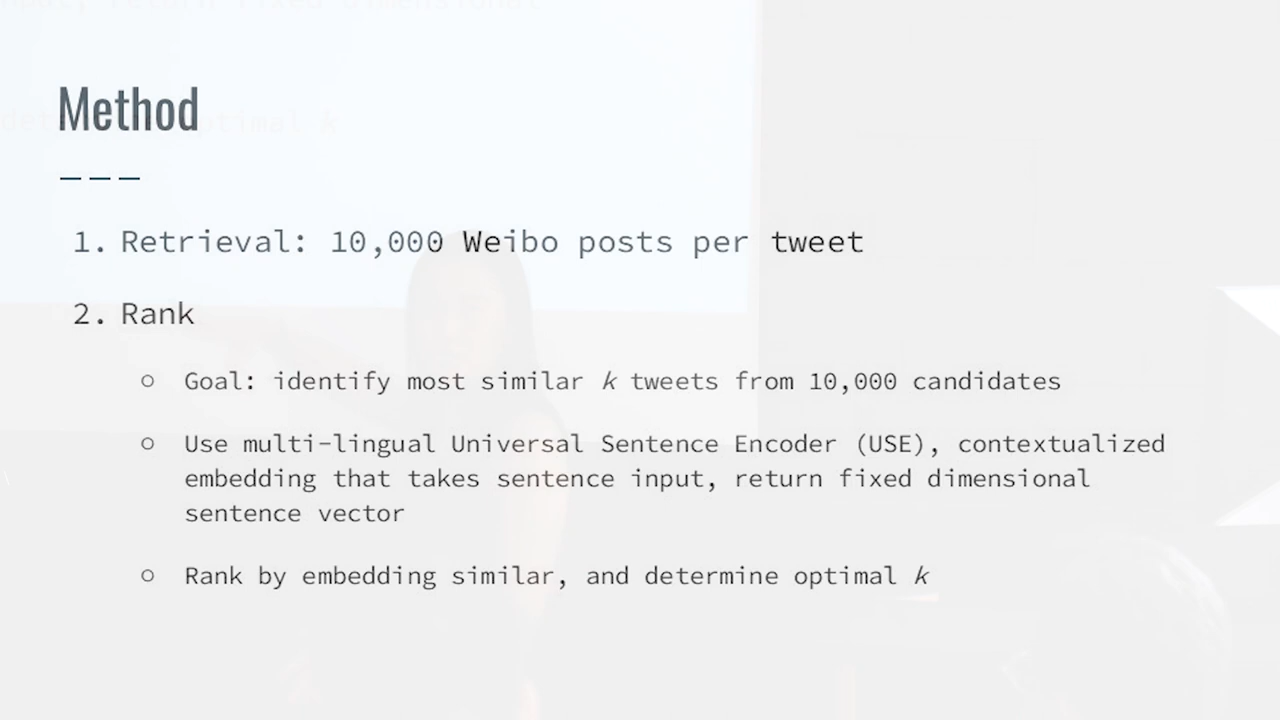 Method
1. Retrieval: 10,000 Weibo posts per tweet
2. Rank
○ Goal: identify most similar k tweets from 10,000 candidates
○ Use multi-lingual Universal Sentence Encoder (USE), contextualized
embedding that takes sentence input, return fixed dimensional
sentence vector
○ Rank by embedding similar, and determine optimal k